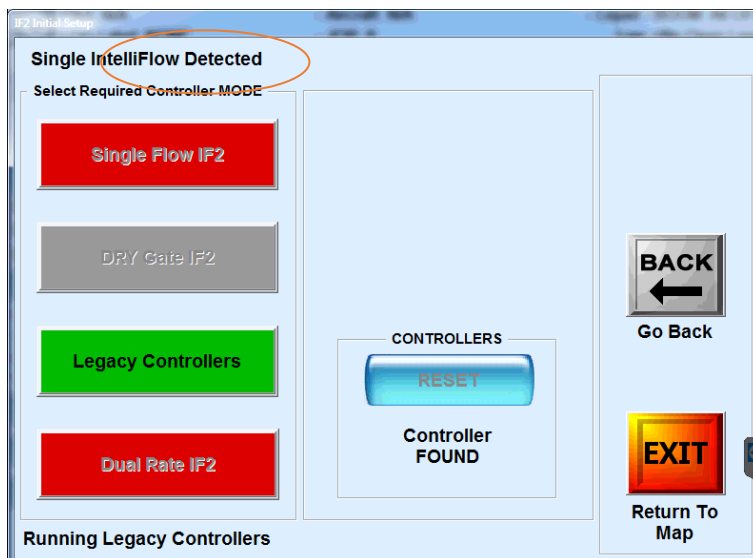 IF2 Initial Setup
Single IntelliFlow Detected
Select Required Controller MODE
Single Flow IF2
DRY Gate IF2
Legacy Controllers
Dual Rate IF2
Running Legacy Controllers
CONTROLLERS
RESET
Controller
FOUND
BACK
Go Back
EXIT
Return To
Map